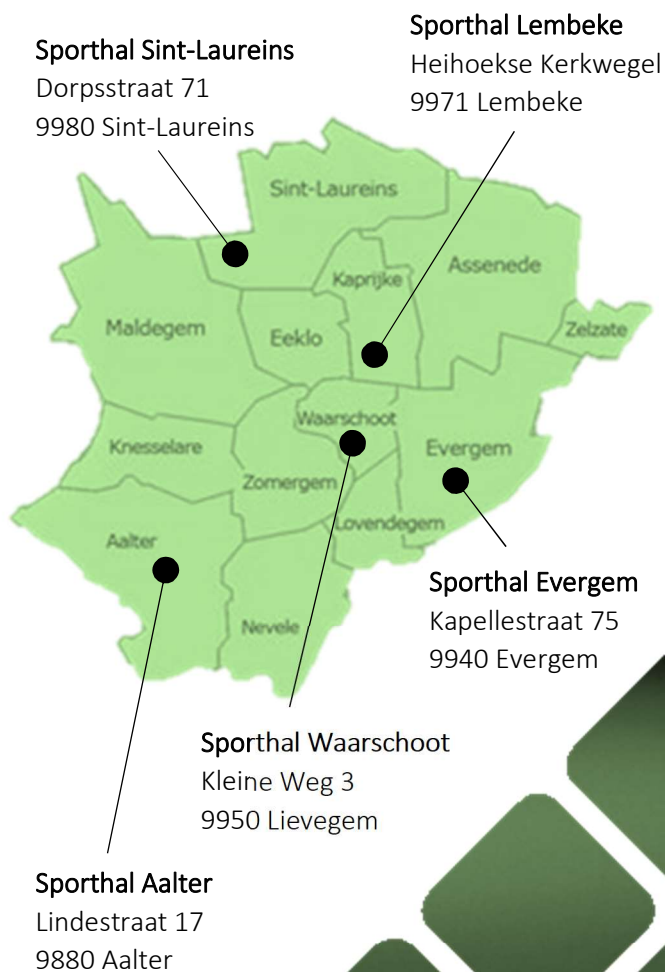 Sporthal Lembeke
Heihoekse Kerkwegel
9971 Lembeke
Sporthal Sint-Laureins
Dorpsstraat 71
9980 Sint-Laureins
Sint-Laureins
Kaprijke
Assenede
Maldegem
Eeklo
Zelzate
Waarschoot
Knesselare
Evergem
Zomergem
Lovendegem
Aalter
Nevele
Sporthal Evergem
Kapellestraat 75
9940 Evergem
Sporthal Waarschoot
Kleine Weg 3
9950 Lievegem
Sporthal Aalter
Lindestraat 17
9880 Aalter